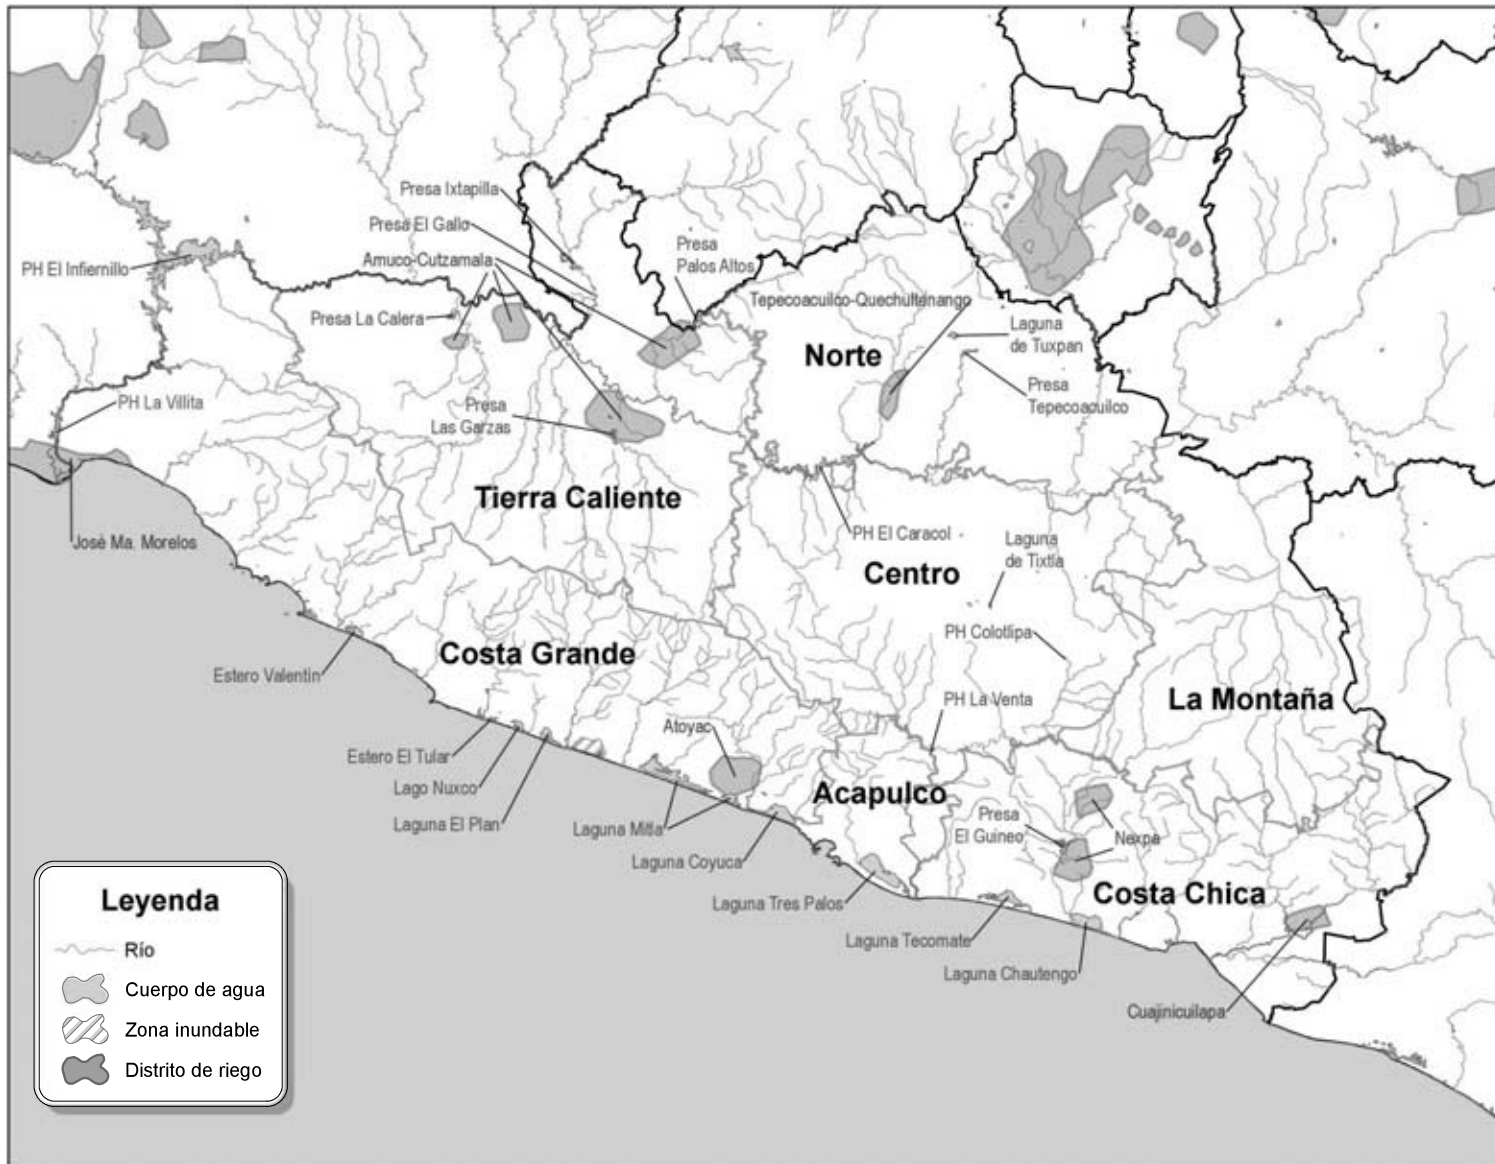 Presa Ixtapilla
Presa El Gallo
Amuco-Cutzamala
Presa
Palos Altos
PH El Infiernillo
Presa La Calera
Tepecoacuilco-Quechultenango
Laguna
de Tuxpan
Norte
Presa
Tepecoacuilco
PH La Villita
Presa
Las Garzas
Tierra Caliente
José Ma. Morelos
PH El Caracol
Laguna
de Tixtla
Centro
PH Colotlipa
Costa Grande
Estero Valentin
La Montaña
PH La Venta
Atoyac
Estero El Tular
Lago Nuxco
Acapulco
Laguna El Plan
Laguna Mitla
Presa
El Guineo
Nexpa
Laguna Coyuca
Costa Chica
Laguna Tres Palos
Laguna Tecomate
Laguna Chautengo
Cuajinicuilapa
Leyenda
Río
Cuerpo de agua
Zona inundable
Distrito de riego